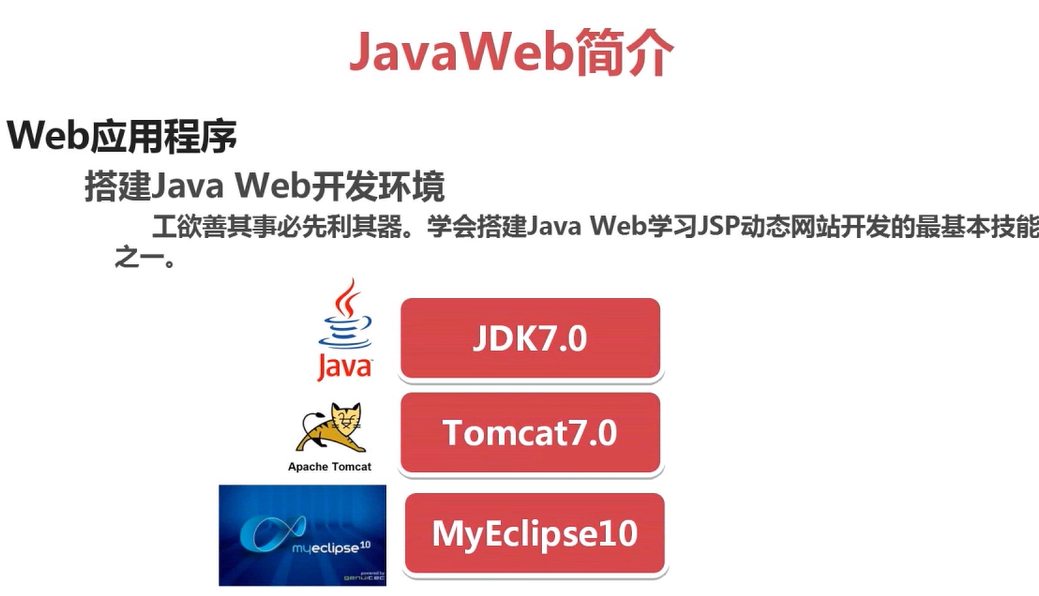 JavaWeb简介
Web应用程序
搭建Java Web开发环境
工欲善其事必先利其器。学会搭建Java Web学习JSP动态网站开发的最基本技能
之一。
Java
JDK7.0
Apache Tomcat
Tomcat7.0
myeclipse10
powered by
genuitec
MyEclipse10